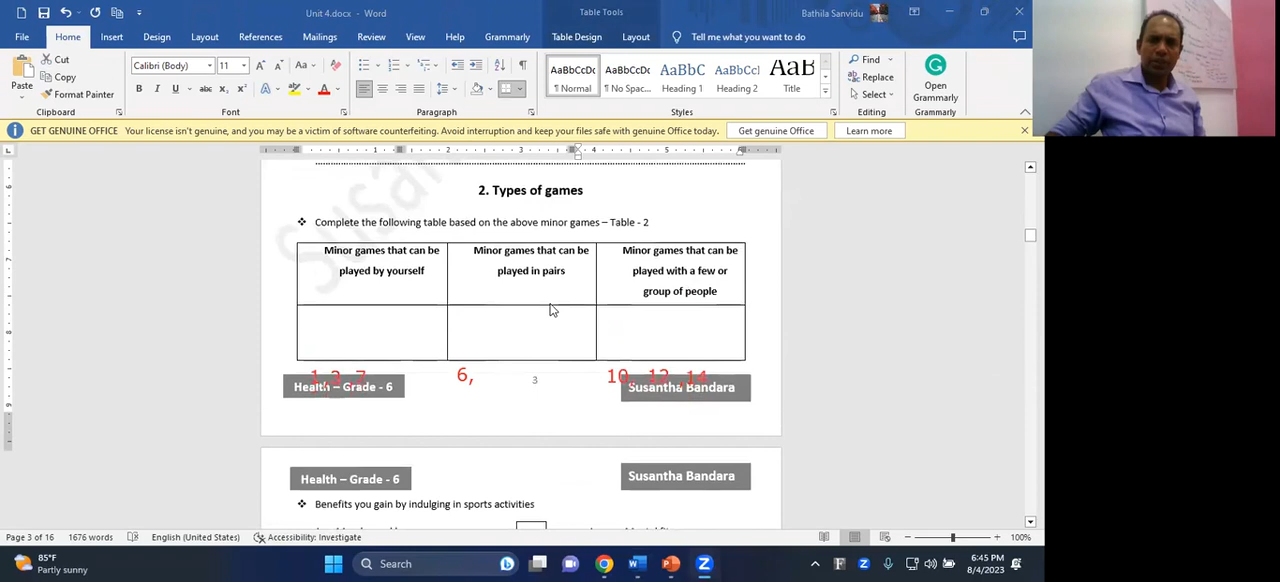 Unit 4.docx - Word
Table Tools
Bathila Sanvidu
File Home Insert Design Layout References Mailings Review View Help Grammarly Table Design Layout Tell me what you want to do
Paste
Cut
Copy
Format Painter
Clipboard
Calibri (Body) 11
Font
Paragraph
AaBbCcDc AaBbCcDc AaBbC AaBbCcD AaB
¶ Normal ¶ No Spac... Heading 1 Heading 2 Title
Styles
Find
Replace
Select
Editing
Open
Grammarly
Grammarly
GET GENUINE OFFICE Your license isn't genuine, and you may be a victim of software counterfeiting. Avoid interruption and keep your files safe with genuine Office today. Get genuine Office Learn more
2. Types of games
Complete the following table based on the above minor games – Table - 2
Minor games that can be
played by yourself
Minor games that can be
played in pairs
Minor games that can be
played with a few or
group of people
1,3 ,7
6,
10, 12 ,14
Health – Grade - 6
3
Susantha Bandara
Health – Grade - 6
Susantha Bandara
Benefits you gain by indulging in sports activities
Page 3 of 16 1676 words English (United States) Accessibility: Investigate 100%
85°F
Partly sunny
Search
6:45 PM
8/4/2023